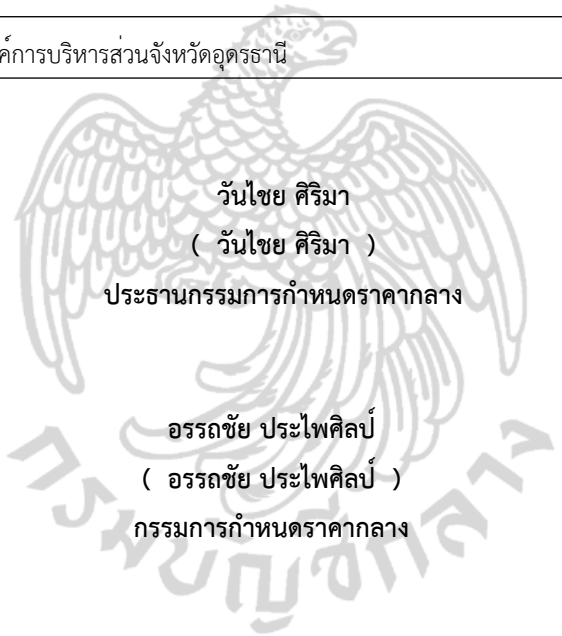 ค์การบริหารส่วนจังหวัดอุดรธานี
วันไชย ศิริมา
( วันไชย ศิริมา )
ประธานกรรมการกำหนดราคากลาง
อรรถชัย ประไพศิลป์
( อรรถชัย ประไพศิลป์ )
กรรมการกำหนดราคากลาง
กรมบัญชีกลาง